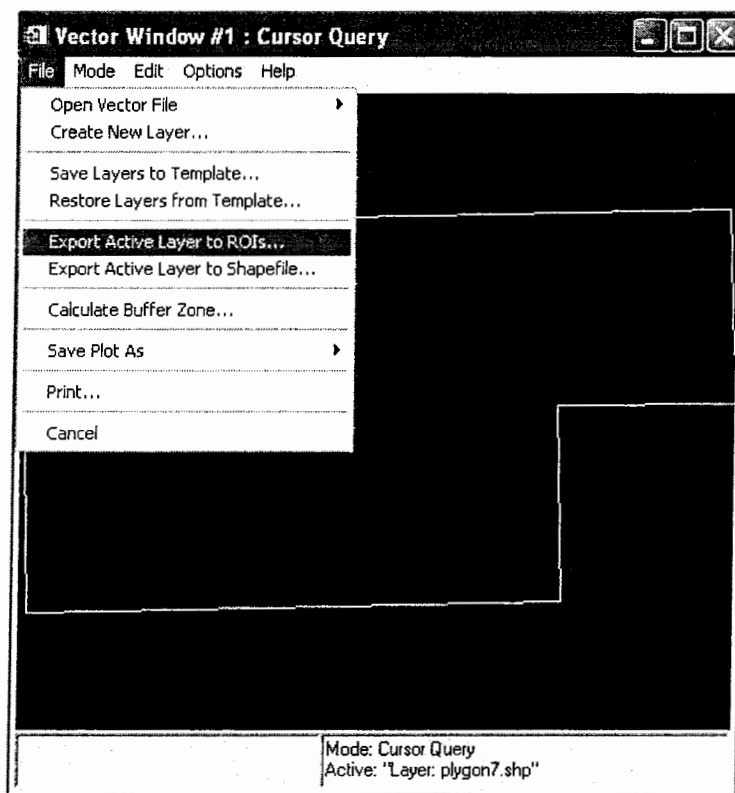 Vector Window #1 : Cursor Query
File Mode Edit Options Help
Open Vector File
Create New Layer...
Save Layers to Template...
Restore Layers from Template...
Export Active Layer to ROIs...
Export Active Layer to Shapefile...
Calculate Buffer Zone...
Save Plot As
Print...
Cancel
Mode: Cursor Query
Active: "Layer: plygon7.shp"